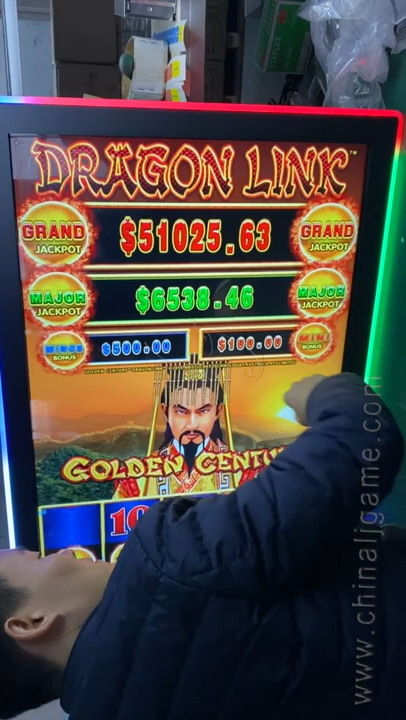 DRAGON LINK™
GRAND JACKPOT
$51025.63
GRAND JACKPOT
MAJOR JACKPOT
$6538.46
MAJOR JACKPOT
MINOR BONUS
$500.00
$100.00
MINI BONUS
GOLDEN CENTU
10
www.chinaljgame.com